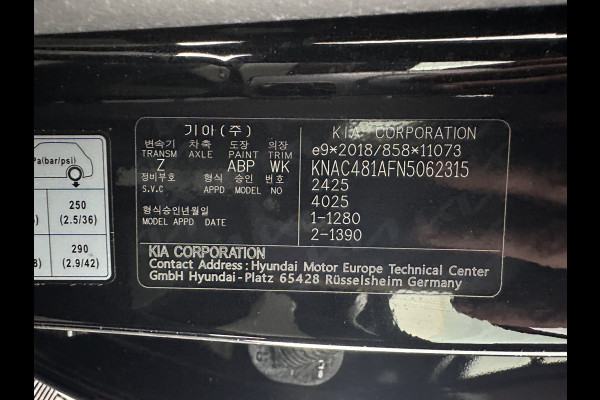 Pa(bar/psi)
250
(2.5/36)
290
(2.9/42)
기아(주)
변속기 차축 도장 의장
TRANSM AXLE PAINT TRIM
Z ABP WK
정비부호 형식 승인 번호
S.V.C APPD MODEL NO
형식승인년월일
MODEL APPD DATE
KIA CORPORATION
e9*2018/858*11073
KNAC481AFN5062315
2425
4025
1-1280
2-1390
KIA CORPORATION
Contact Address : Hyundai Motor Europe Technical Center
GmbH Hyundai-Platz 65428 Rüsselsheim Germany